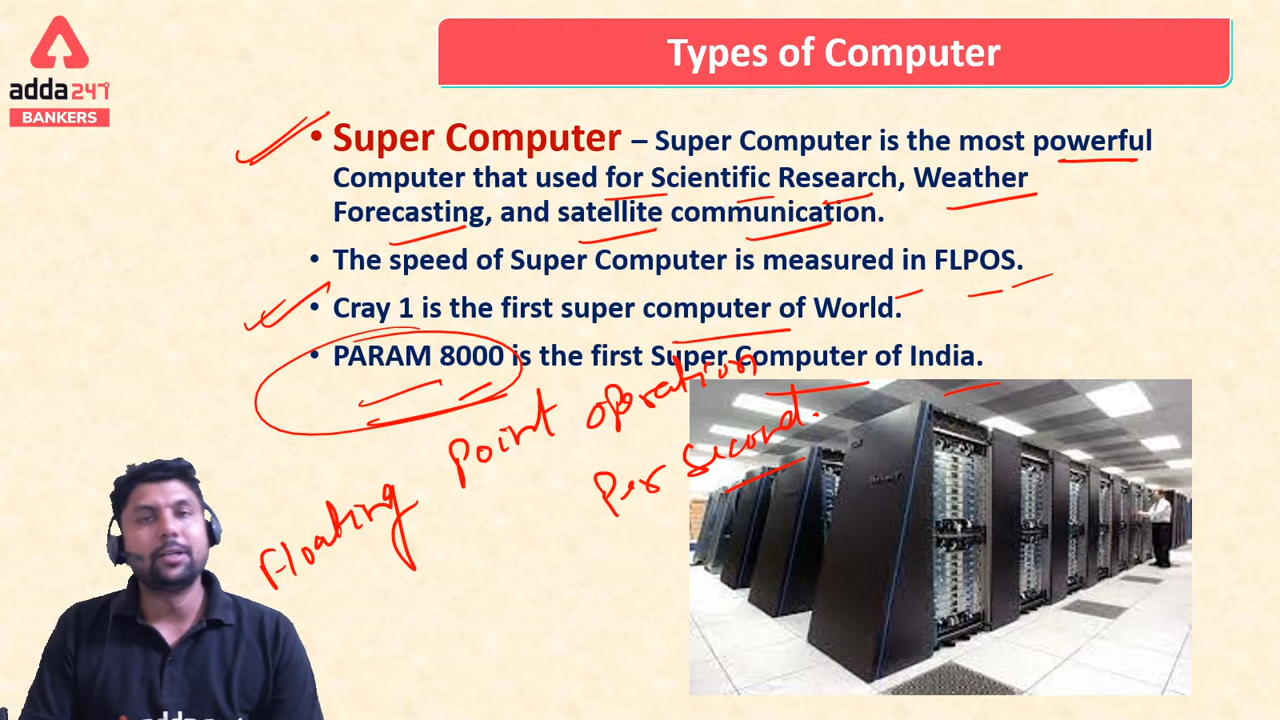 adda247
BANKERS
Types of Computer
• Super Computer – Super Computer is the most powerful
Computer that used for Scientific Research, Weather
Forecasting, and satellite communication.
• The speed of Super Computer is measured in FLPOS.
• Cray 1 is the first super computer of World.
• PARAM 8000 is the first Super Computer of India.
Floating Point operation
Per Second.